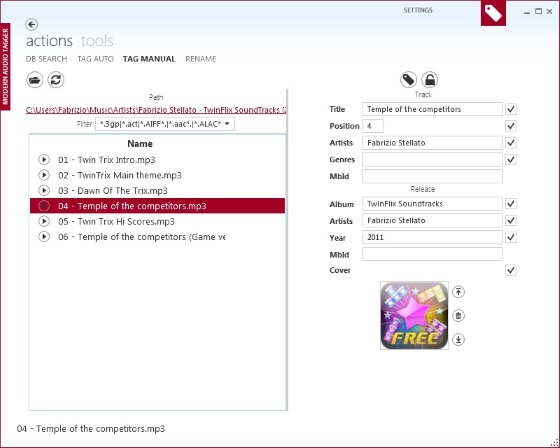 SETTINGS
MODERN AUDIO TAGGER
actions tools
DB SEARCH TAG AUTO TAG MANUAL RENAME
Path
C:\Users\Fabrizio\Music\Artists\Fabrizio Stellato - TwinFlix SoundTracks [2
Filter *.3gp|*.act|*.AIFF*.|*.aac*.|*.ALAC*
Name
01 - Twin Trix Intro.mp3
02 - TwinTrix Main theme.mp3
03 - Dawn Of The Trix.mp3
04 - Temple of the competitors.mp3
05 - Twin Trix Hi Scores.mp3
06 - Temple of the competitors (Game ve
Track
Title Temple of the competitors
Position 4
Artists Fabrizio Stellato
Genres
MbId
Release
Album TwinFlix Soundtracks
Artists Fabrizio Stellato
Year 2011
MbId
Cover
FREE
04 - Temple of the competitors.mp3